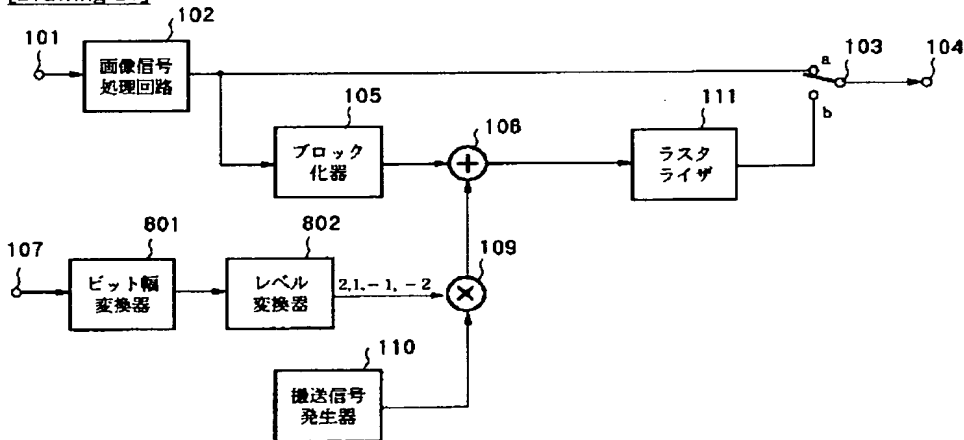 102
101
画像信号
処理回路
a
103
104
b
105
ブロック
化器
106
111
ラスタ
ライザ
801
802
107
ビット幅
変換器
レベル
変換器
2,1,-1,-2
109
110
搬送信号
発生器